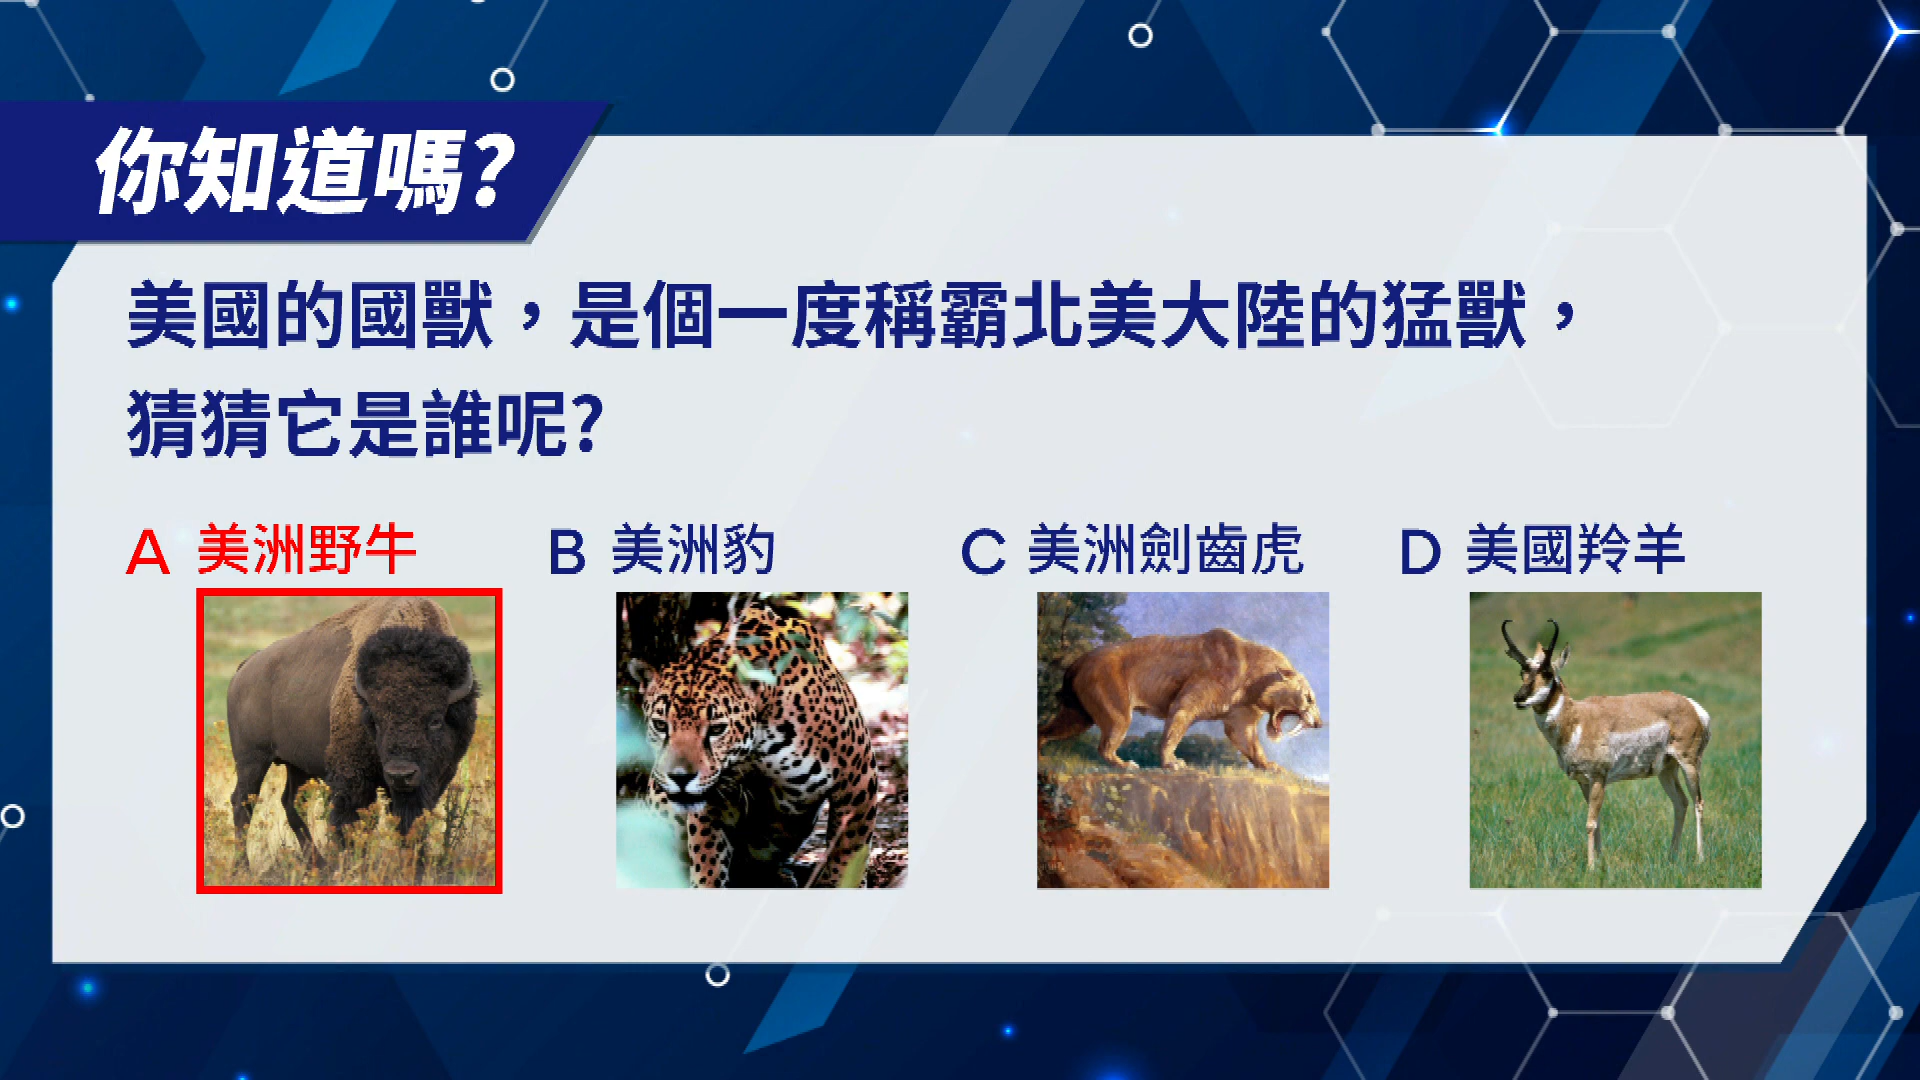 你知道嗎?
美國的國獸，是個一度稱霸北美大陸的猛獸，
猜猜它是誰呢?
A 美洲野牛
B 美洲豹
C 美洲劍齒虎
D 美國羚羊